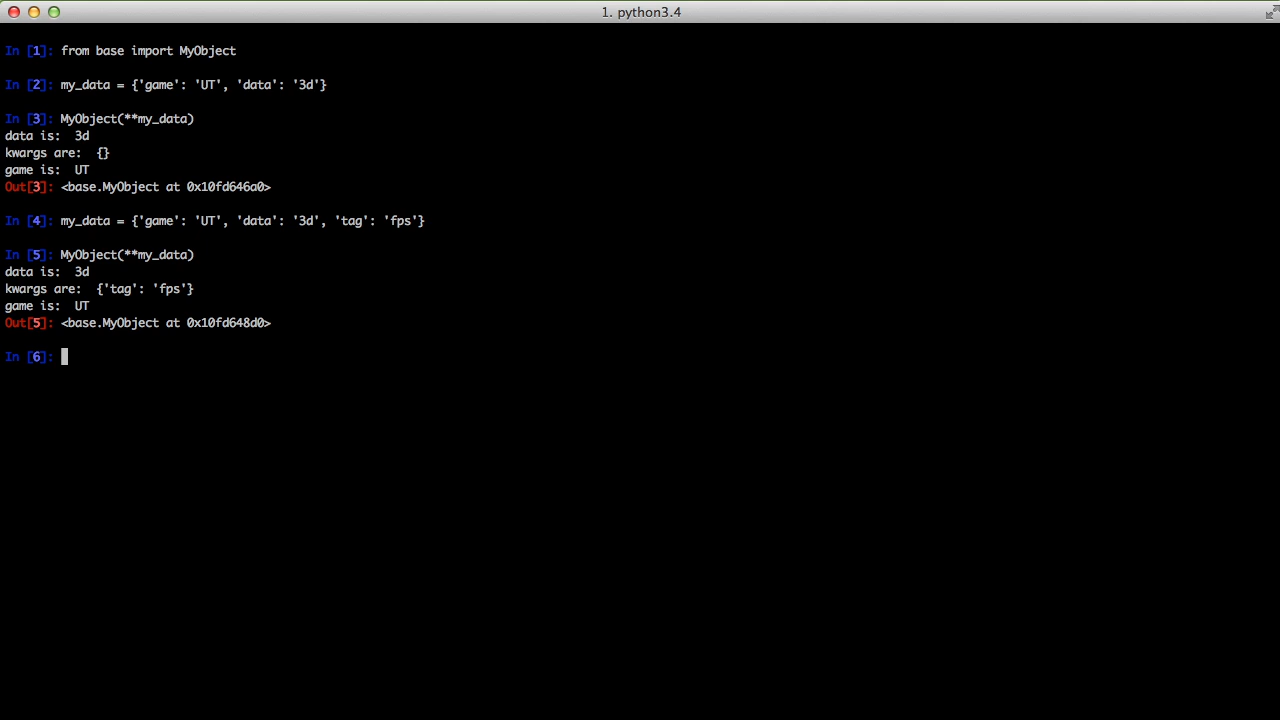 1. python3.4
In [1]: from base import MyObject
In [2]: my_data = {'game': 'UT', 'data': '3d'}
In [3]: MyObject(**my_data)
data is:  3d
kwargs are:  {}
game is:  UT
Out[3]: <base.MyObject at 0x10fd646a0>
In [4]: my_data = {'game': 'UT', 'data': '3d', 'tag': 'fps'}
In [5]: MyObject(**my_data)
data is:  3d
kwargs are:  {'tag': 'fps'}
game is:  UT
Out[5]: <base.MyObject at 0x10fd648d0>
In [6]: